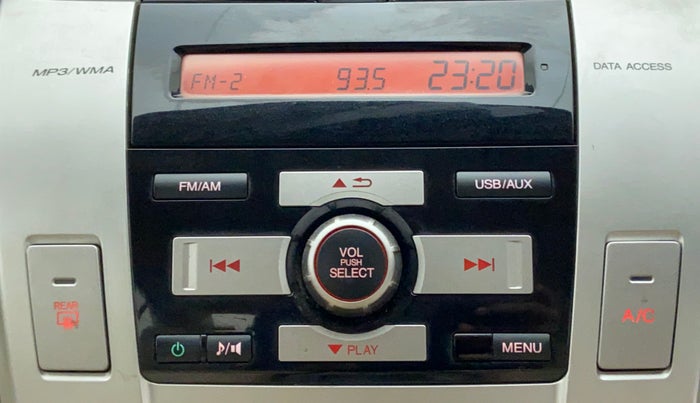 MP3/WMA
FM-2 93.5 23:20
DATA ACCESS
FM/AM
USB/AUX
VOL
PUSH
SELECT
REAR
A/C
PLAY
MENU